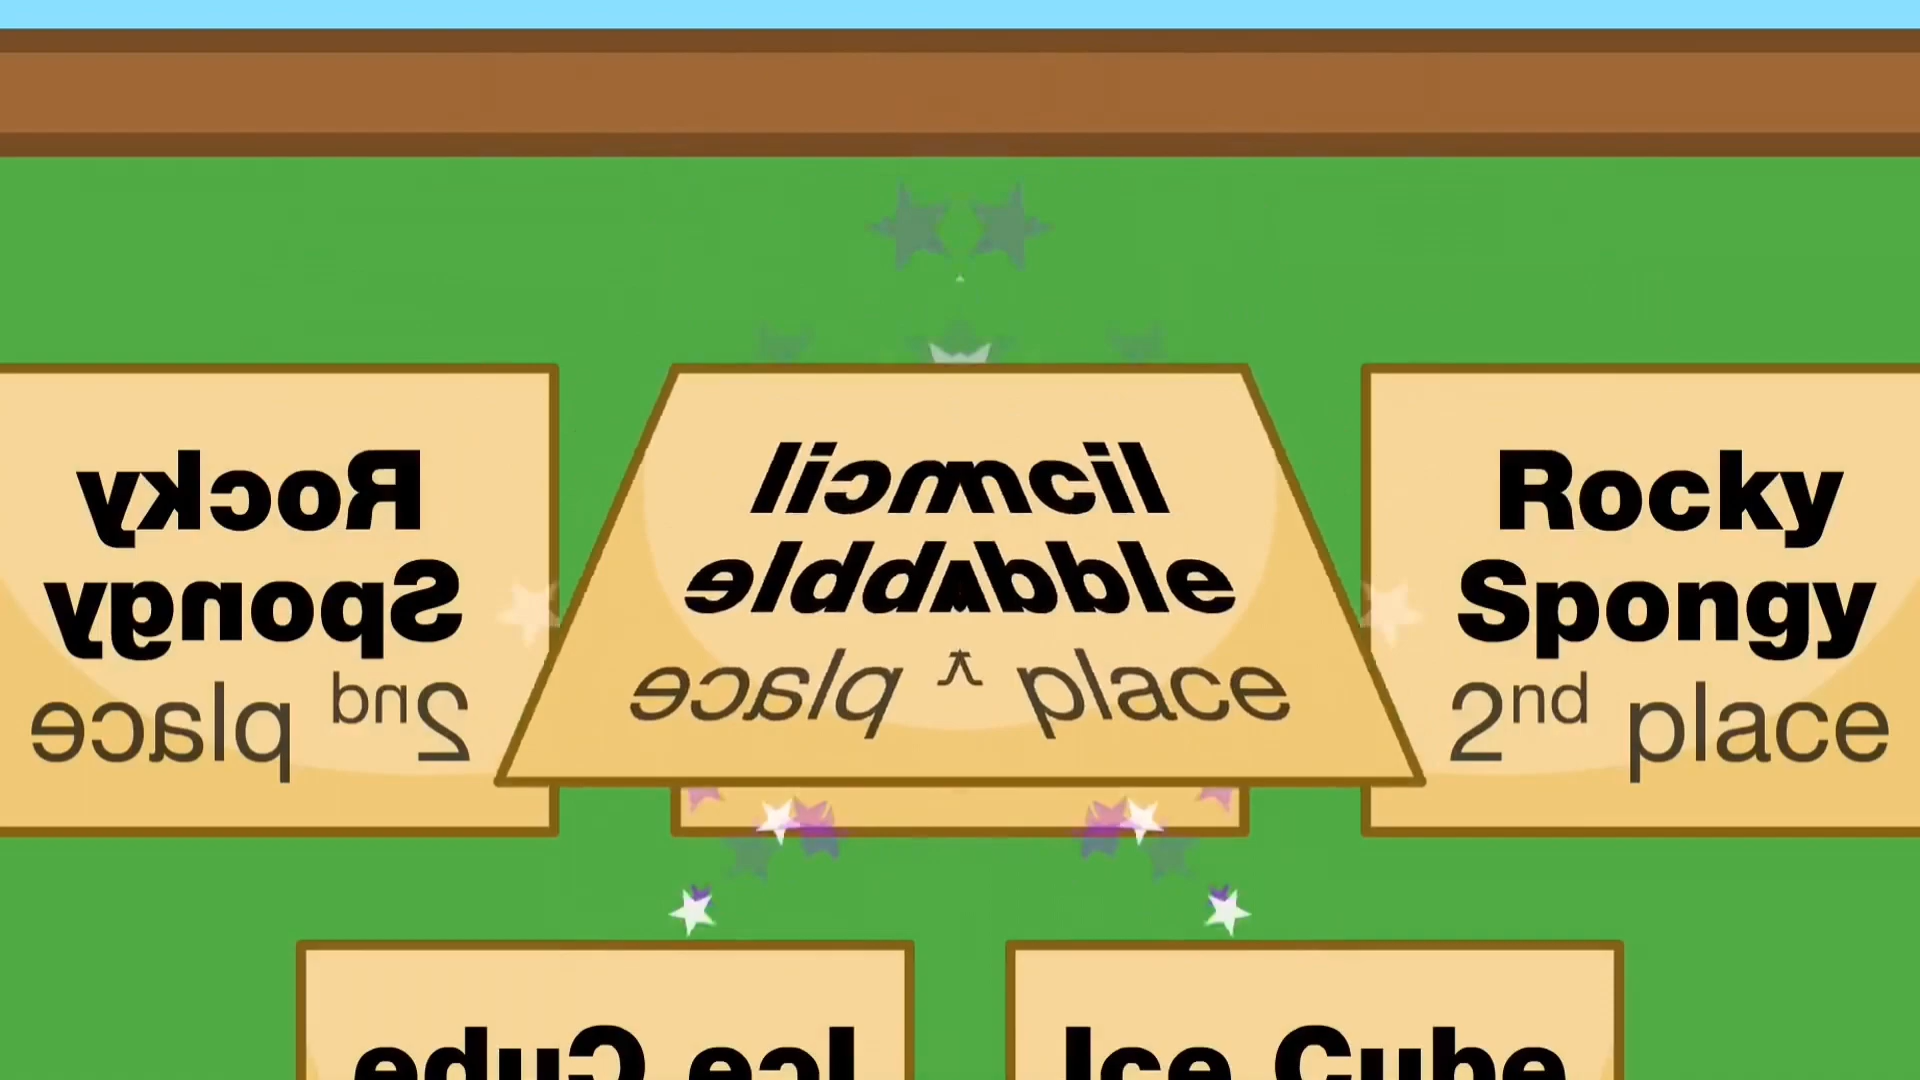 Rocky
Spongy
2nd place
Rocky
Spongy
2nd place
place
Ice Cube
Ice Cube